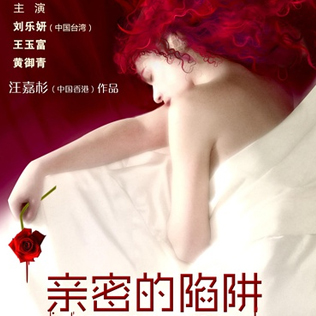 主 演
刘乐妍（中国台湾）
王玉富
黄御青
汪嘉杉（中国香港）作品
亲密的陷阱